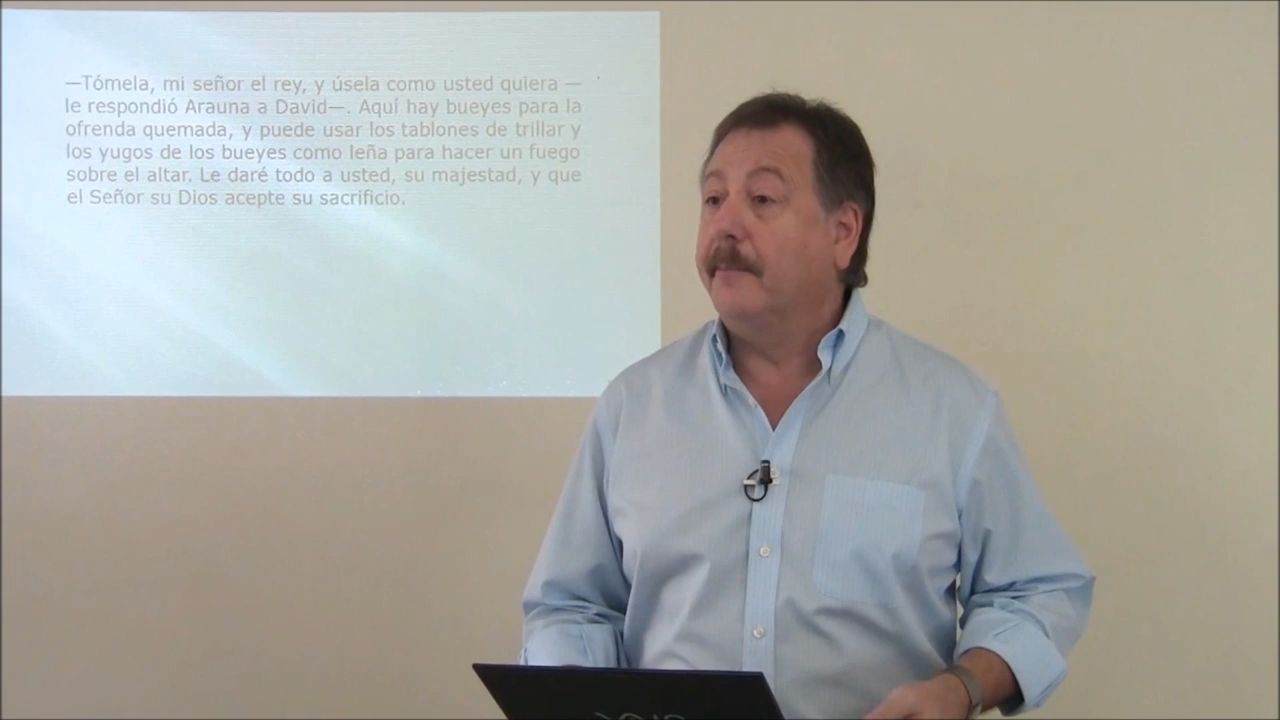 —Tómela, mi señor el rey, y úsela como usted quiera —
le respondió Arauna a David—. Aquí hay bueyes para la
ofrenda quemada, y puede usar los tablones de trillar y
los yugos de los bueyes como leña para hacer un fuego
sobre el altar. Le daré todo a usted, su majestad, y que
el Señor su Dios acepte su sacrificio.